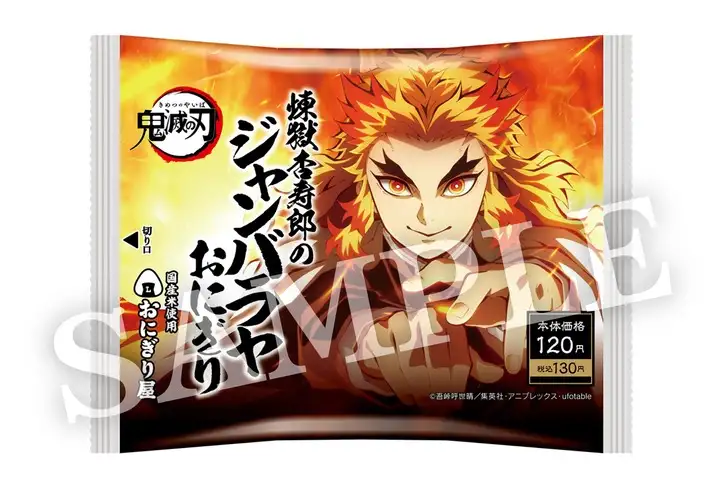 きめつのやいば
鬼滅の刃
煉獄杏寿郎の
ジャンバラヤ
おにぎり
切り口
国産米使用
L
おにぎり屋
本体価格
120円
税込130円
©吾峠呼世晴／集英社・アニプレックス・ufotable
SAMPLE